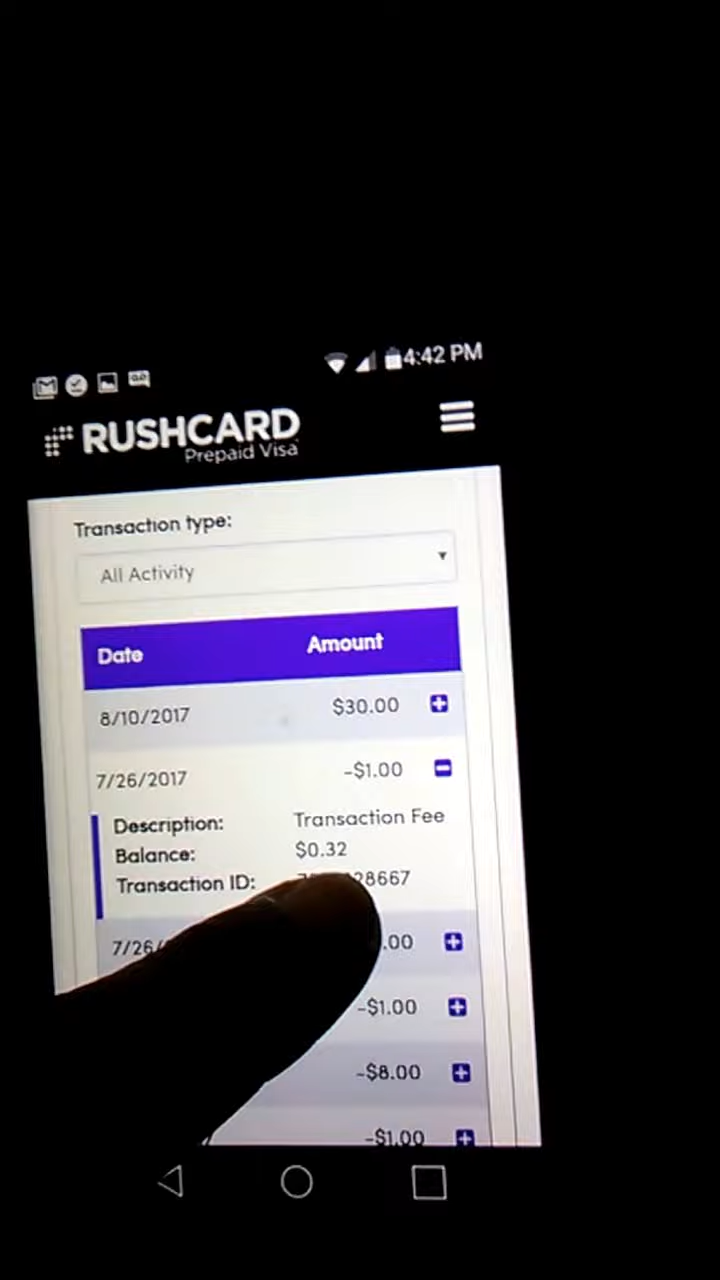 4:42 PM
RUSHCARD
Prepaid Visa
Transaction type:
All Activity
Date Amount
8/10/2017 $30.00
7/26/2017 -$1.00
Description: Transaction Fee
Balance: $0.32
Transaction ID: 28667
7/26/ .00
-$1.00
-$8.00
-$1.00